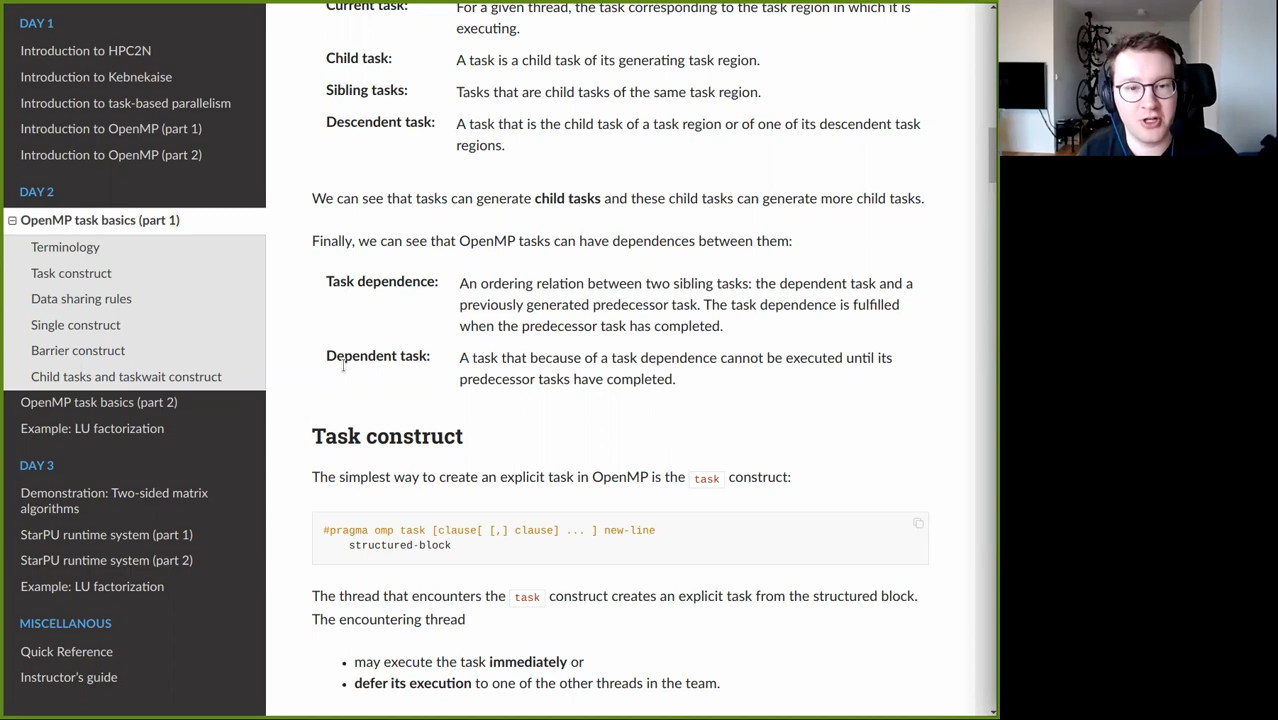 DAY 1
Introduction to HPC2N
Introduction to Kebnekaise
Introduction to task-based parallelism
Introduction to OpenMP (part 1)
Introduction to OpenMP (part 2)
DAY 2
OpenMP task basics (part 1)
Terminology
Task construct
Data sharing rules
Single construct
Barrier construct
Child tasks and taskwait construct
OpenMP task basics (part 2)
Example: LU factorization
DAY 3
Demonstration: Two-sided matrix
algorithms
StarPU runtime system (part 1)
StarPU runtime system (part 2)
Example: LU factorization
MISCELLANOUS
Quick Reference
Instructor's guide
Current task: For a given thread, the task corresponding to the task region in which it is
executing.
Child task: A task is a child task of its generating task region.
Sibling tasks: Tasks that are child tasks of the same task region.
Descendent task: A task that is the child task of a task region or of one of its descendent task
regions.
We can see that tasks can generate child tasks and these child tasks can generate more child tasks.
Finally, we can see that OpenMP tasks can have dependences between them:
Task dependence: An ordering relation between two sibling tasks: the dependent task and a
previously generated predecessor task. The task dependence is fulfilled
when the predecessor task has completed.
Dependent task: A task that because of a task dependence cannot be executed until its
predecessor tasks have completed.
Task construct
The simplest way to create an explicit task in OpenMP is the task construct:
#pragma omp task [clause[ [,] clause] ... ] new-line
structured-block
The thread that encounters the task construct creates an explicit task from the structured block.
The encountering thread
• may execute the task immediately or
• defer its execution to one of the other threads in the team.